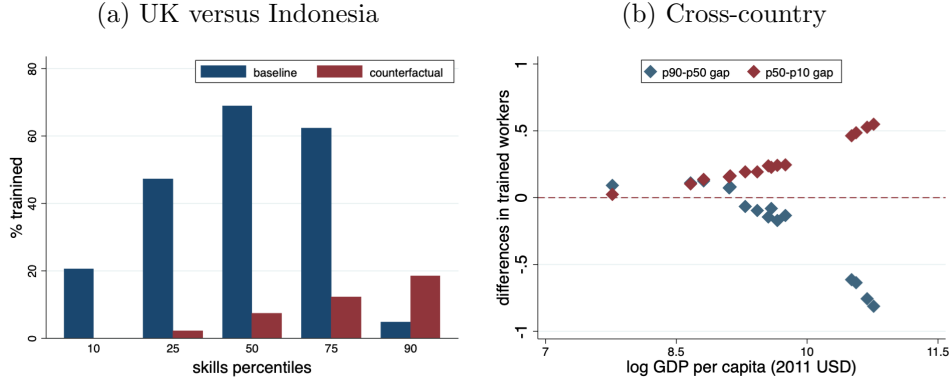 (a) UK versus Indonesia
baseline
counterfactual
80
60
40
20
0
% trainined
10
25
50
75
90
skills percentiles
(b) Cross-country
p90-p50 gap
p50-p10 gap
1
.5
0
-.5
-1
differences in trained workers
7
8.5
10
11.5
log GDP per capita (2011 USD)